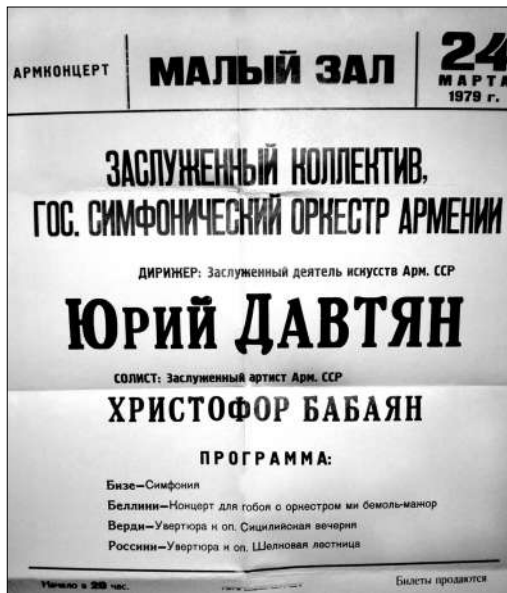 АРМКОНЦЕРТ
МАЛЫЙ ЗАЛ
24
МАРТА
1979 г.
ЗАСЛУЖЕННЫЙ КОЛЛЕКТИВ,
ГОС. СИМФОНИЧЕСКИЙ ОРКЕСТР АРМЕНИИ
ДИРИЖЕР: Заслуженный деятель искусств Арм. ССР
ЮРИЙ ДАВТЯН
СОЛИСТ: Заслуженный артист Арм. ССР
ХРИСТОФОР БАБАЯН
ПРОГРАММА:
Бизе—Симфония
Беллини—Концерт для гобоя с оркестром ми бемоль-мажор
Верди—Увертюра к оп. Сицилийская вечерня
Россини—Увертюра к оп. Шелковая лестница
Начало в 20 час.
Билеты продаются